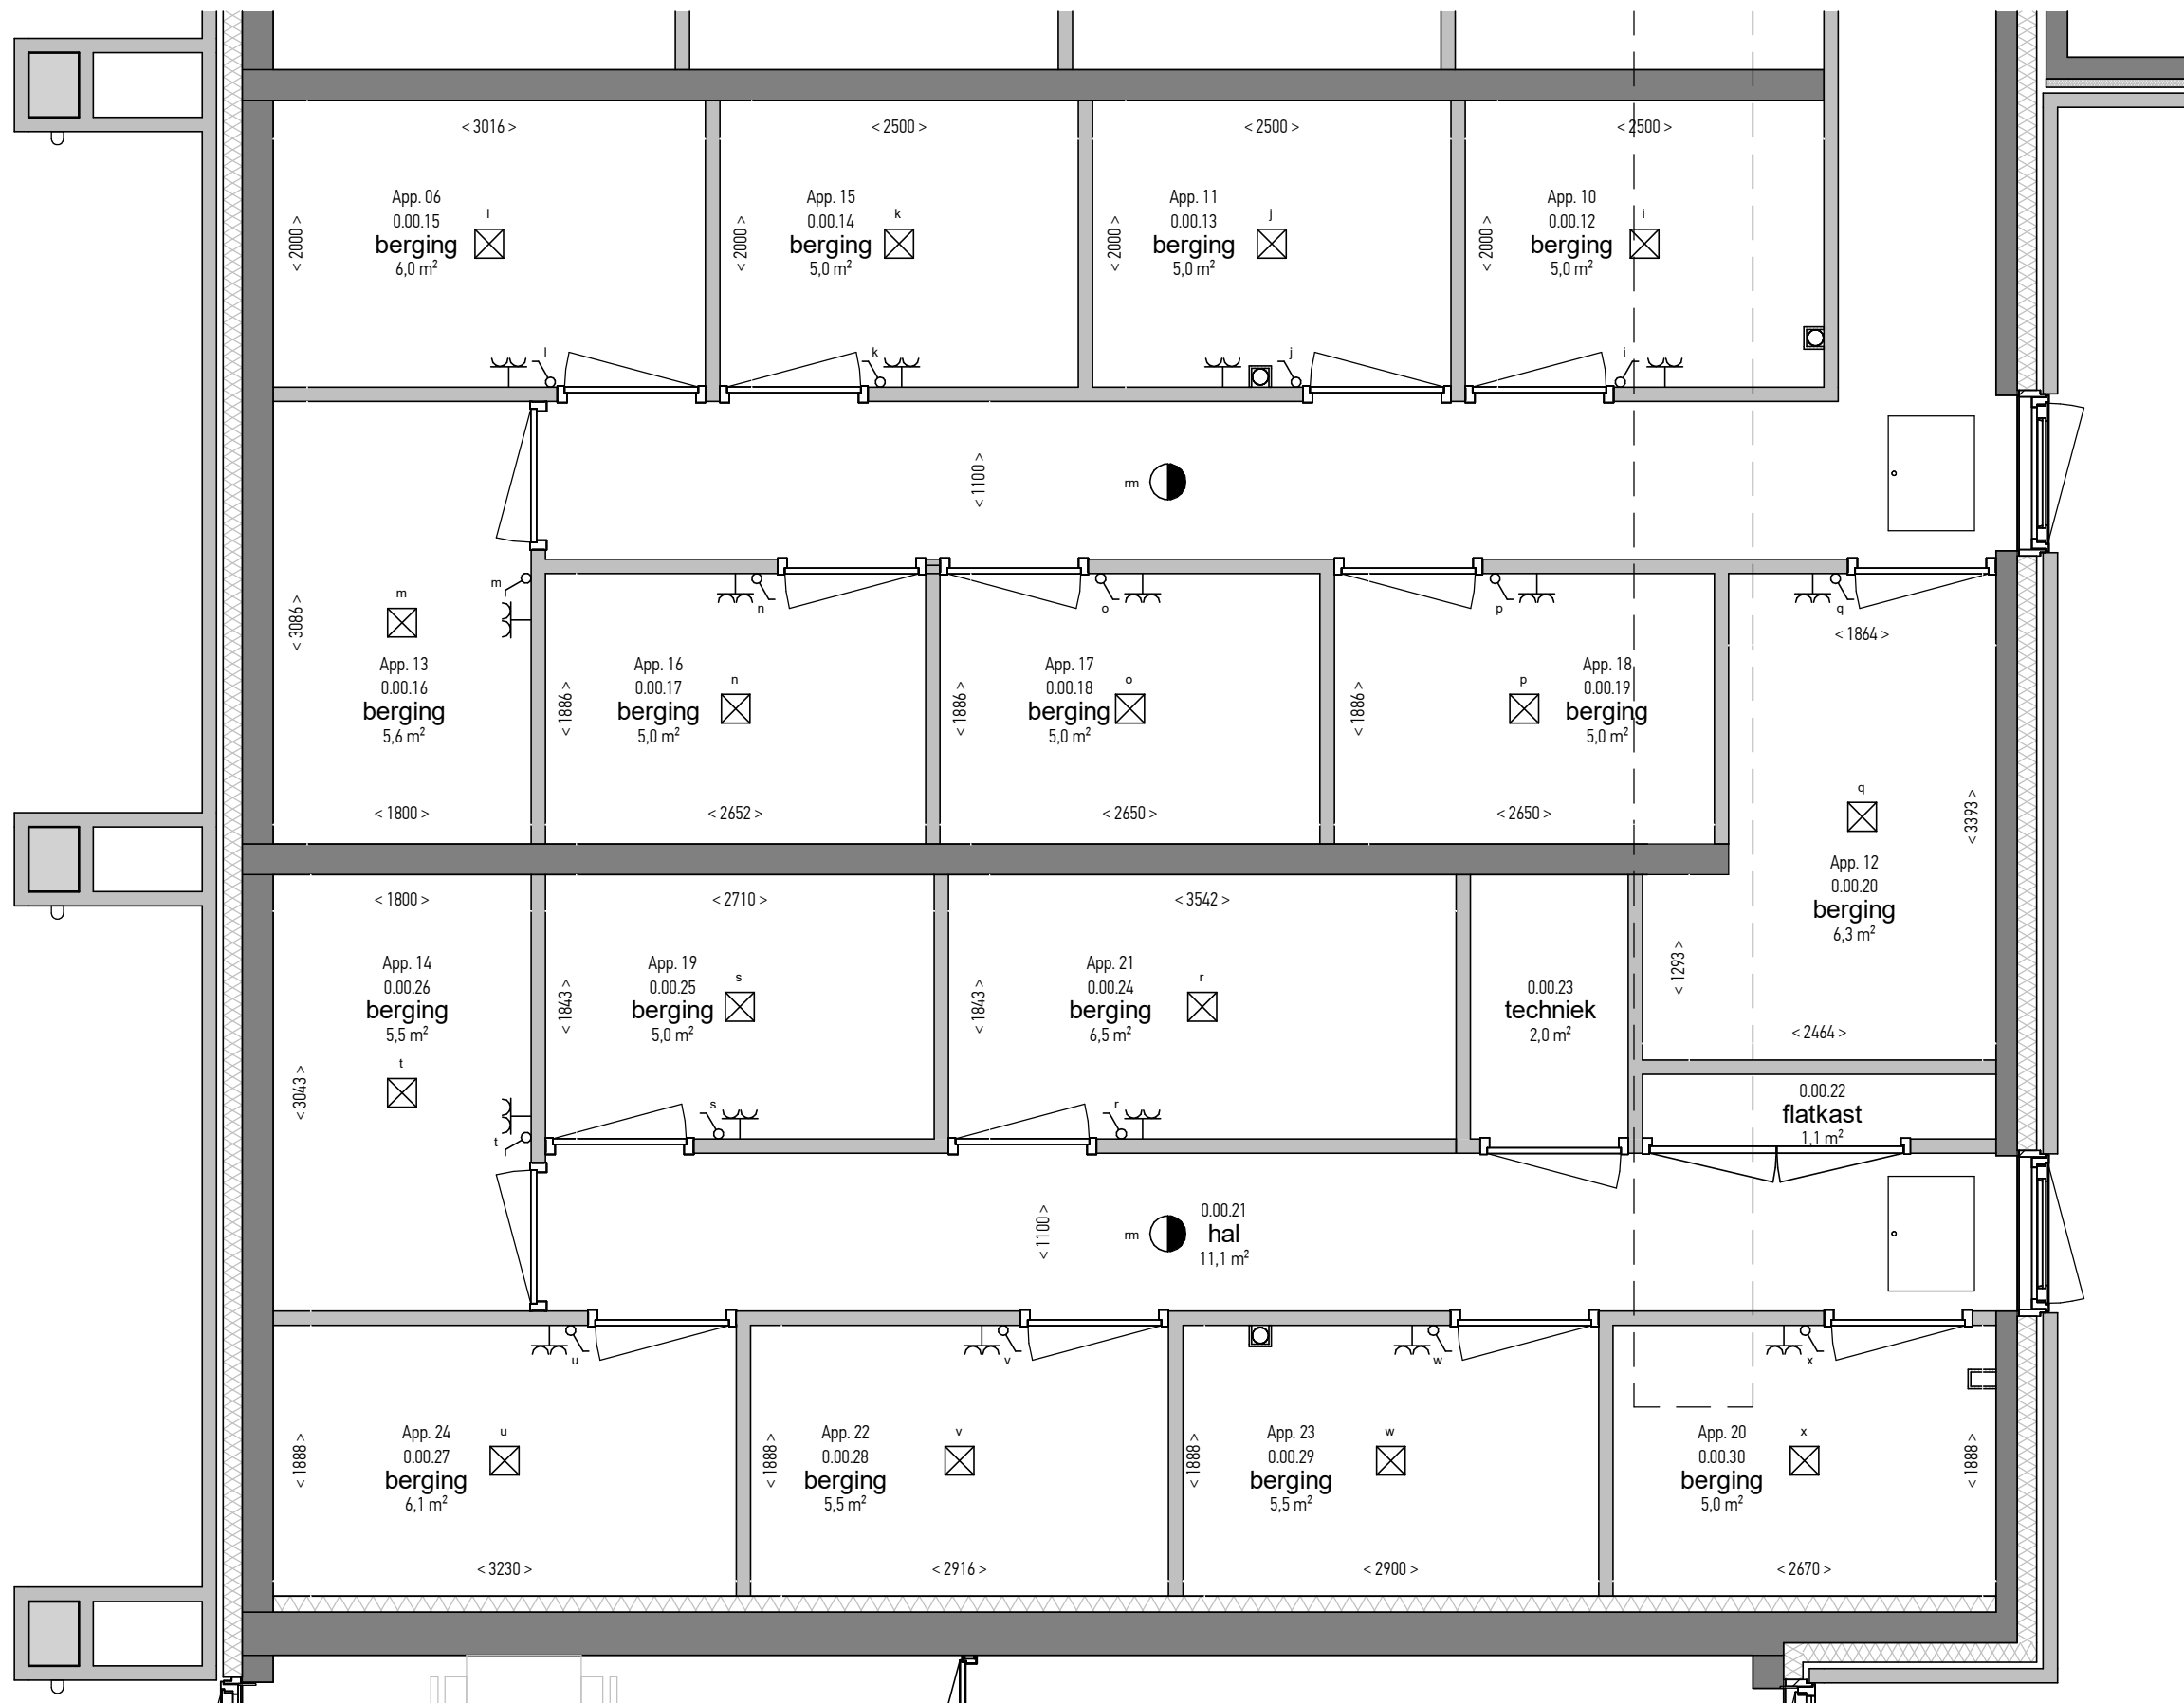 < 3016 >
< 2500 >
< 2500 >
< 2500 >
App. 06
0.00.15
berging
6,0 m²
l
< 2000 >
l
App. 15
0.00.14
berging
5,0 m²
k
< 2000 >
k
App. 11
0.00.13
berging
5,0 m²
j
< 2000 >
j
App. 10
0.00.12
berging
5,0 m²
i
< 2000 >
i
< 1100 >
rm
m
m
< 3086 >
App. 13
0.00.16
berging
5,6 m²
< 1800 >
n
App. 16
0.00.17
berging
5,0 m²
n
< 1886 >
< 2652 >
o
App. 17
0.00.18
berging
5,0 m²
o
< 1886 >
< 2650 >
p
App. 18
0.00.19
berging
5,0 m²
p
< 1886 >
< 2650 >
q
< 1864 >
q
< 3393 >
App. 12
0.00.20
berging
6,3 m²
< 1293 >
< 2464 >
< 1800 >
App. 14
0.00.26
berging
5,5 m²
t
< 3043 >
t
< 2710 >
App. 19
0.00.25
berging
5,0 m²
s
< 1843 >
s
< 3542 >
App. 21
0.00.24
berging
6,5 m²
r
< 1843 >
r
0.00.23
techniek
2,0 m²
0.00.22
flatkast
1,1 m²
< 1100 >
rm
0.00.21
hal
11,1 m²
u
App. 24
0.00.27
berging
6,1 m²
u
< 1888 >
< 3230 >
v
App. 22
0.00.28
berging
5,5 m²
v
< 1888 >
< 2916 >
w
App. 23
0.00.29
berging
5,5 m²
w
< 1888 >
< 2900 >
x
App. 20
0.00.30
berging
5,0 m²
x
< 1888 >
< 2670 >